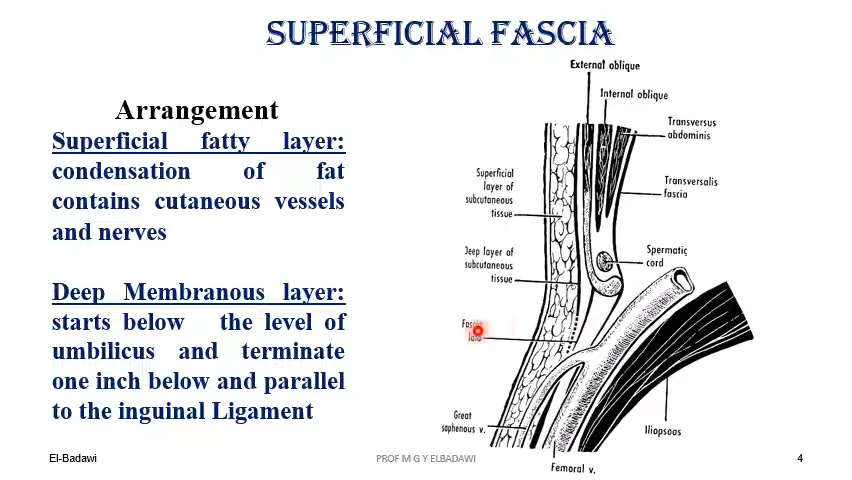 SUPERFICIAL FASCIA
Arrangement
Superficial fatty layer:
condensation of fat
contains cutaneous vessels
and nerves
Deep Membranous layer:
starts below the level of
umbilicus and terminate
one inch below and parallel
to the inguinal Ligament
External oblique
Internal oblique
Transversus
abdominis
Superficial
layer of
subcutaneous
tissue
Transversalis
fascia
Deep layer of
subcutaneous
tissue
Spermatic
cord
Great
saphenous v.
Iliopsoas
Femoral v.
El-Badawi
PROF M G Y ELBADAWI
4